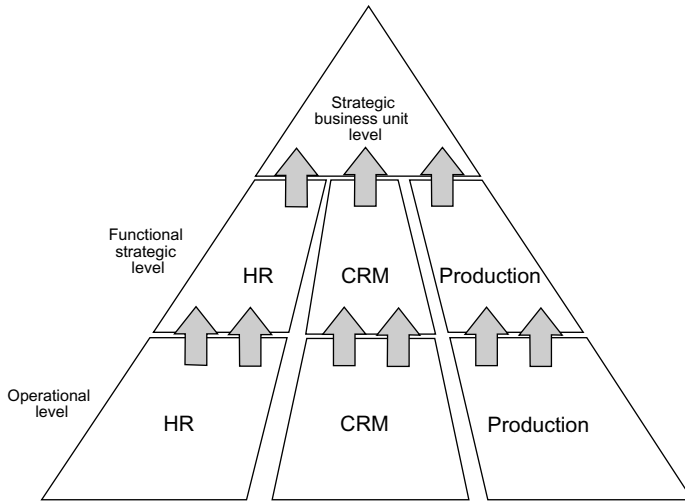 Strategic
business unit
level
Functional
strategic
level
HR
CRM
Production
Operational
level
HR
CRM
Production